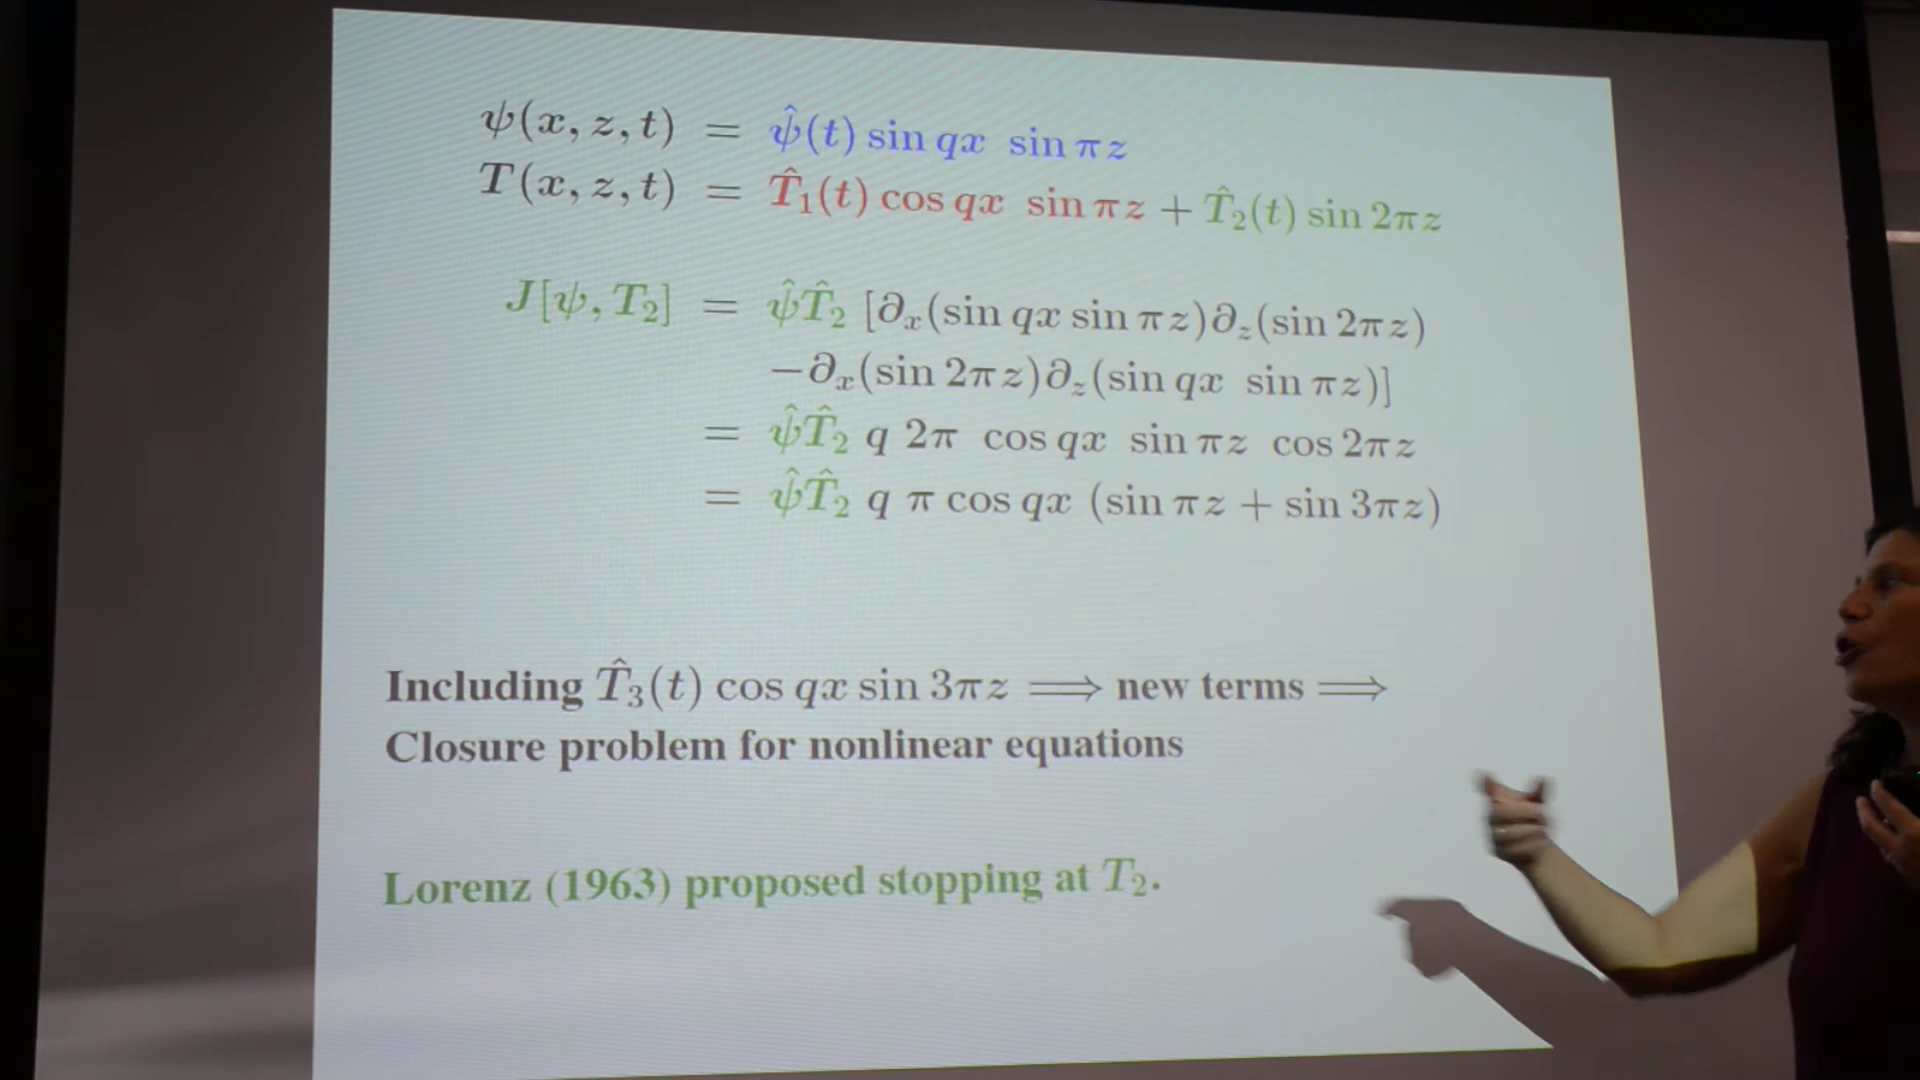 ψ(x, z, t) = ψ̂(t) sin qx sin πz
T(x, z, t) = T̂₁(t) cos qx sin πz + T̂₂(t) sin 2πz
J[ψ, T₂] = ψ̂T̂₂ [∂ₓ(sin qx sin πz)∂_z(sin 2πz)
−∂ₓ(sin 2πz)∂_z(sin qx sin πz)]
= ψ̂T̂₂ q 2π cos qx sin πz cos 2πz
= ψ̂T̂₂ q π cos qx (sin πz + sin 3πz)
Including T̂₃(t) cos qx sin 3πz ⟹ new terms ⟹
Closure problem for nonlinear equations
Lorenz (1963) proposed stopping at T₂.